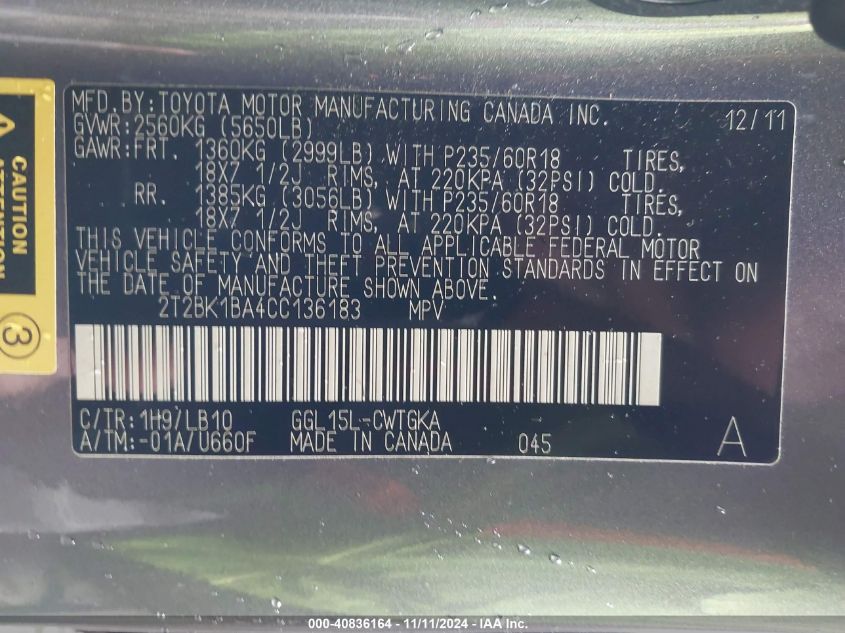 MFD. BY: TOYOTA MOTOR MANUFACTURING CANADA INC. 12/11
GVWR: 2560KG (5650LB)
GAWR: FRT. 1360KG (2999LB) WITH P235/60R18 TIRES,
18X7 1/2J RIMS, AT 220KPA (32PSI) COLD.
RR. 1385KG (3056LB) WITH P235/60R18 TIRES,
18X7 1/2J RIMS, AT 220KPA (32PSI) COLD.
THIS VEHICLE CONFORMS TO ALL APPLICABLE FEDERAL MOTOR
VEHICLE SAFETY AND THEFT PREVENTION STANDARDS IN EFFECT ON
THE DATE OF MANUFACTURE SHOWN ABOVE.
2T2BK1BA4CC136183 MPV
C/TR: 1H9/LB10 GGL15L-CWTGKA
A/TM:-01A/U660F MADE IN CANADA 045 A
CAUTION
ATTENTION
3
000-40836164 - 11/11/2024 - IAA Inc.